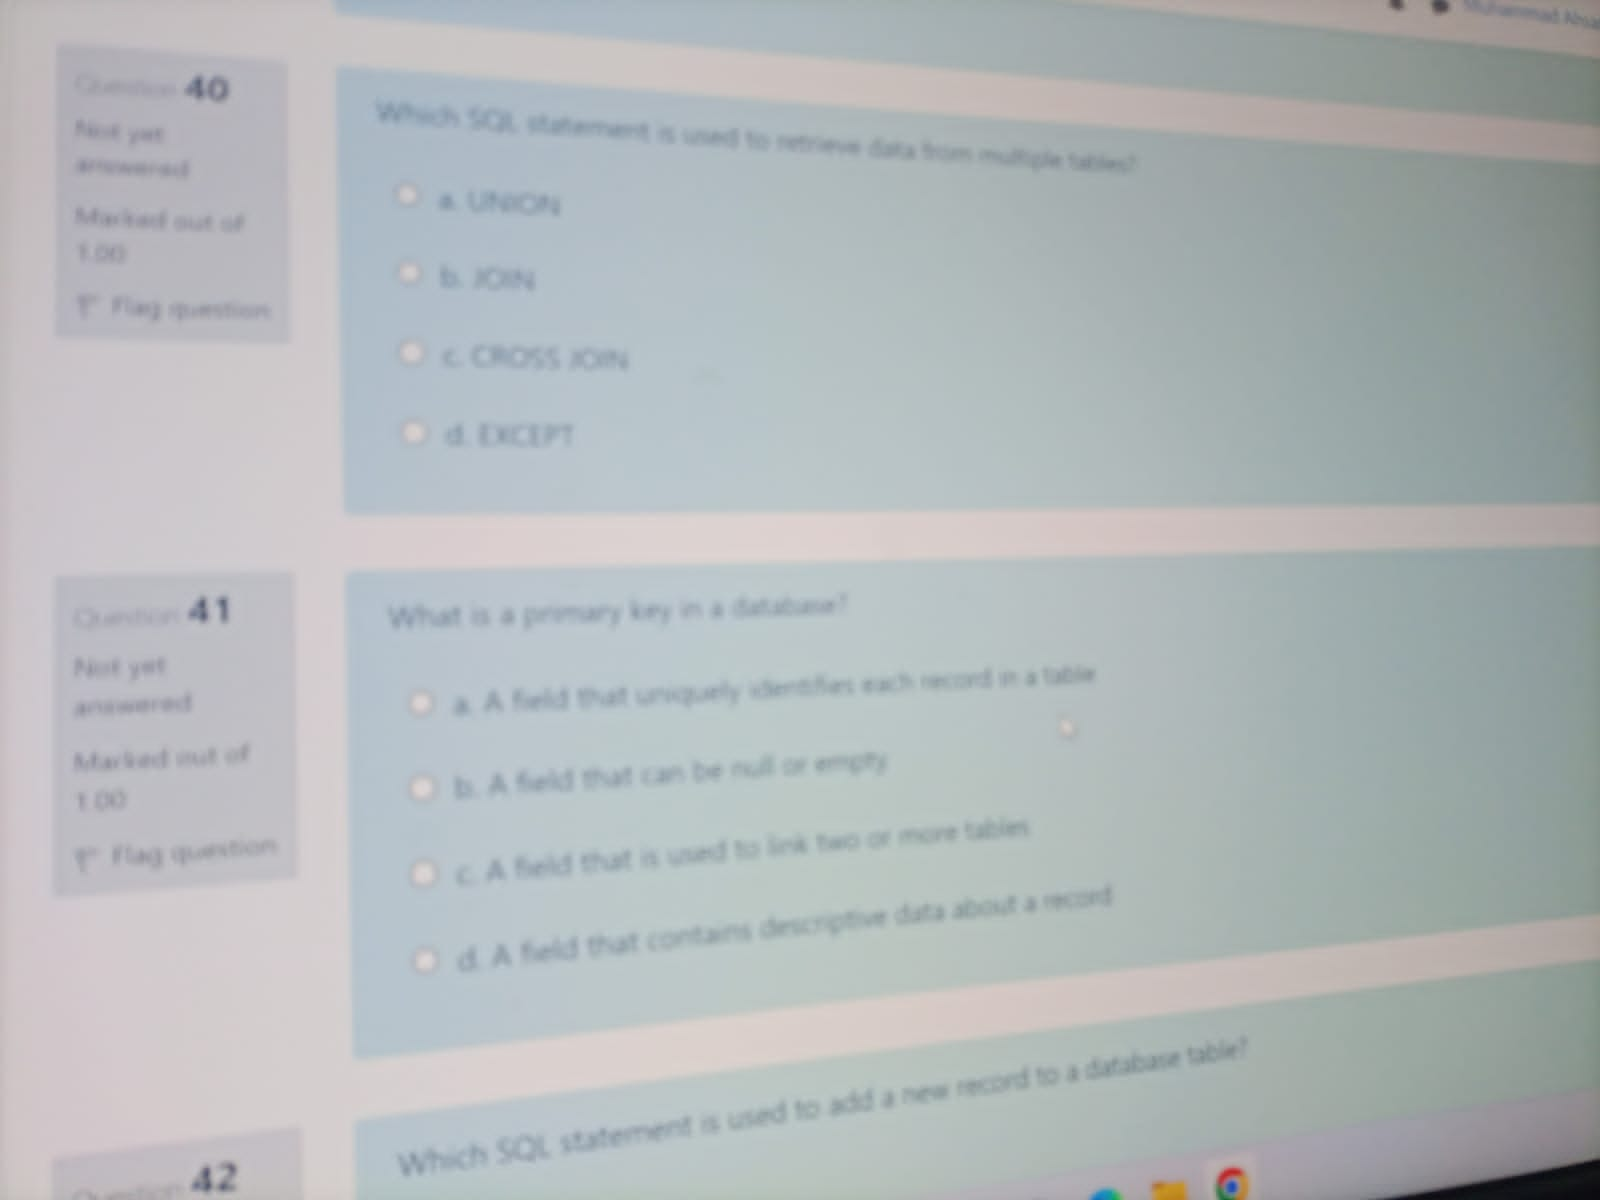 Muhammad
Question 40
Not yet
answered
Marked out of
1.00
Flag question
Which SQL statement is used to retrieve data from multiple tables?
a. UNION
b. JOIN
c. CROSS JOIN
d. EXCEPT
Question 41
Not yet
answered
Marked out of
1.00
Flag question
What is a primary key in a database?
a. A field that uniquely identifies each record in a table
b. A field that can be null or empty
c. A field that is used to link two or more tables
d. A field that contains descriptive data about a record
Question 42
Which SQL statement is used to add a new record to a database table?